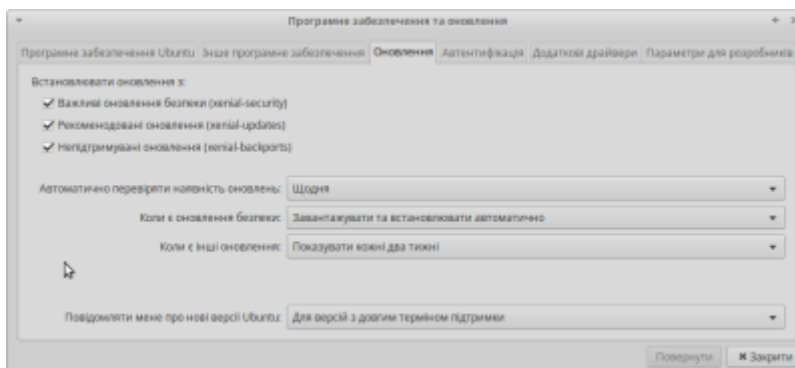 Програмне забезпечення та оновлення
Програмне забезпечення Ubuntu Інше програмне забезпечення Оновлення Автентифікація Додаткові драйвери Параметри для розробників
Встановлювати оновлення з:
Важливі оновлення безпеки (xenial-security)
Рекомендовані оновлення (xenial-updates)
Непідтримувані оновлення (xenial-backports)
Автоматично перевіряти наявність оновлень: Щодня
Коли є оновлення безпеки: Завантажувати та встановлювати автоматично
Коли є інші оновлення: Показувати кожні два тижні
Повідомляти мене про нові версії Ubuntu: Для версій з довгим терміном підтримки
Повернути Закрити